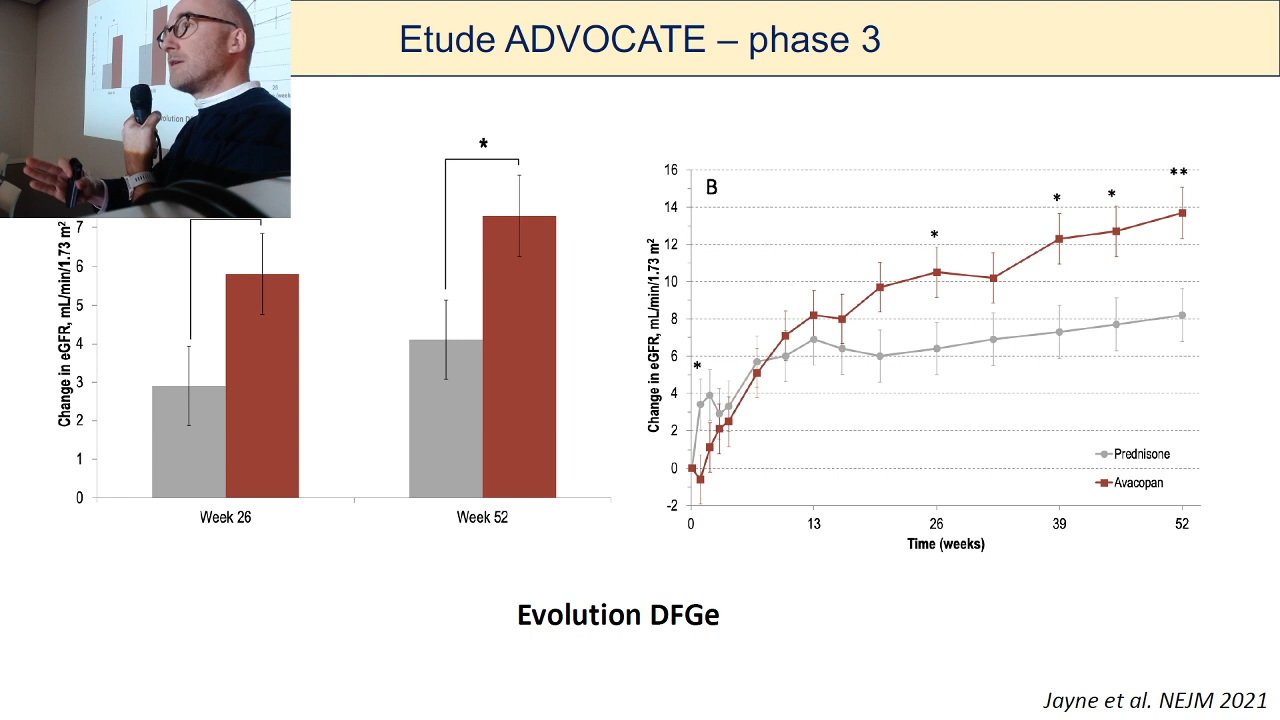 Etude ADVOCATE – phase 3
*
Change in eGFR, mL/min/1.73 m²
7
6
5
4
3
2
1
0
Week 26
Week 52
B
Change in eGFR, mL/min/1.73 m²
16
14
12
10
8
6
4
2
0
-2
*
*
*
*
**
Prednisone
Avacopan
0
13
26
39
52
Time (weeks)
Evolution DFGe
Jayne et al. NEJM 2021